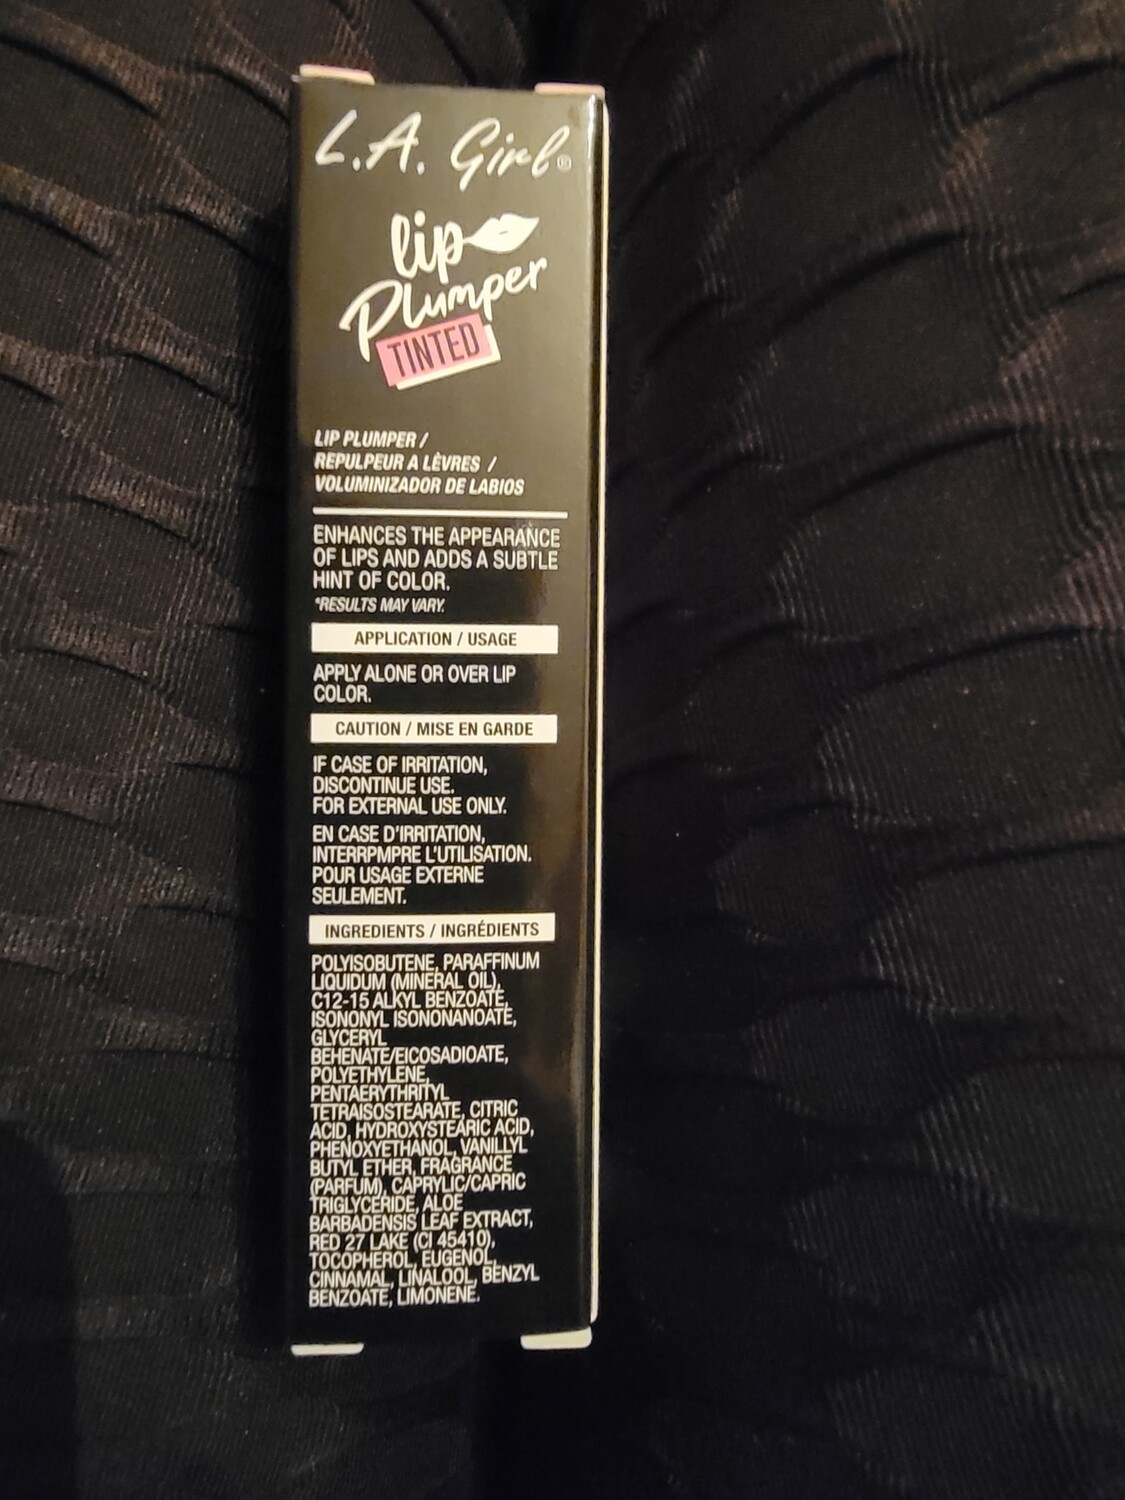 L.A. Girl®
lip
Plumper
TINTED
LIP PLUMPER /
REPULPEUR A LÈVRES /
VOLUMINIZADOR DE LABIOS
ENHANCES THE APPEARANCE
OF LIPS AND ADDS A SUBTLE
HINT OF COLOR.
*RESULTS MAY VARY.
APPLICATION / USAGE
APPLY ALONE OR OVER LIP
COLOR.
CAUTION / MISE EN GARDE
IF CASE OF IRRITATION,
DISCONTINUE USE.
FOR EXTERNAL USE ONLY.
EN CASE D'IRRITATION,
INTERRPMPRE L'UTILISATION.
POUR USAGE EXTERNE
SEULEMENT.
INGREDIENTS / INGRÉDIENTS
POLYISOBUTENE, PARAFFINUM
LIQUIDUM (MINERAL OIL),
C12-15 ALKYL BENZOATE,
ISONONYL ISONONANOATE,
GLYCERYL
BEHENATE/EICOSADIOATE,
POLYETHYLENE,
PENTAERYTHRITYL
TETRAISOSTEARATE, CITRIC
ACID, HYDROXYSTEARIC ACID,
PHENOXYETHANOL, VANILLYL
BUTYL ETHER, FRAGRANCE
(PARFUM), CAPRYLIC/CAPRIC
TRIGLYCERIDE, ALOE
BARBADENSIS LEAF EXTRACT,
RED 27 LAKE (CI 45410),
TOCOPHEROL, EUGENOL,
CINNAMAL, LINALOOL, BENZYL
BENZOATE, LIMONENE.